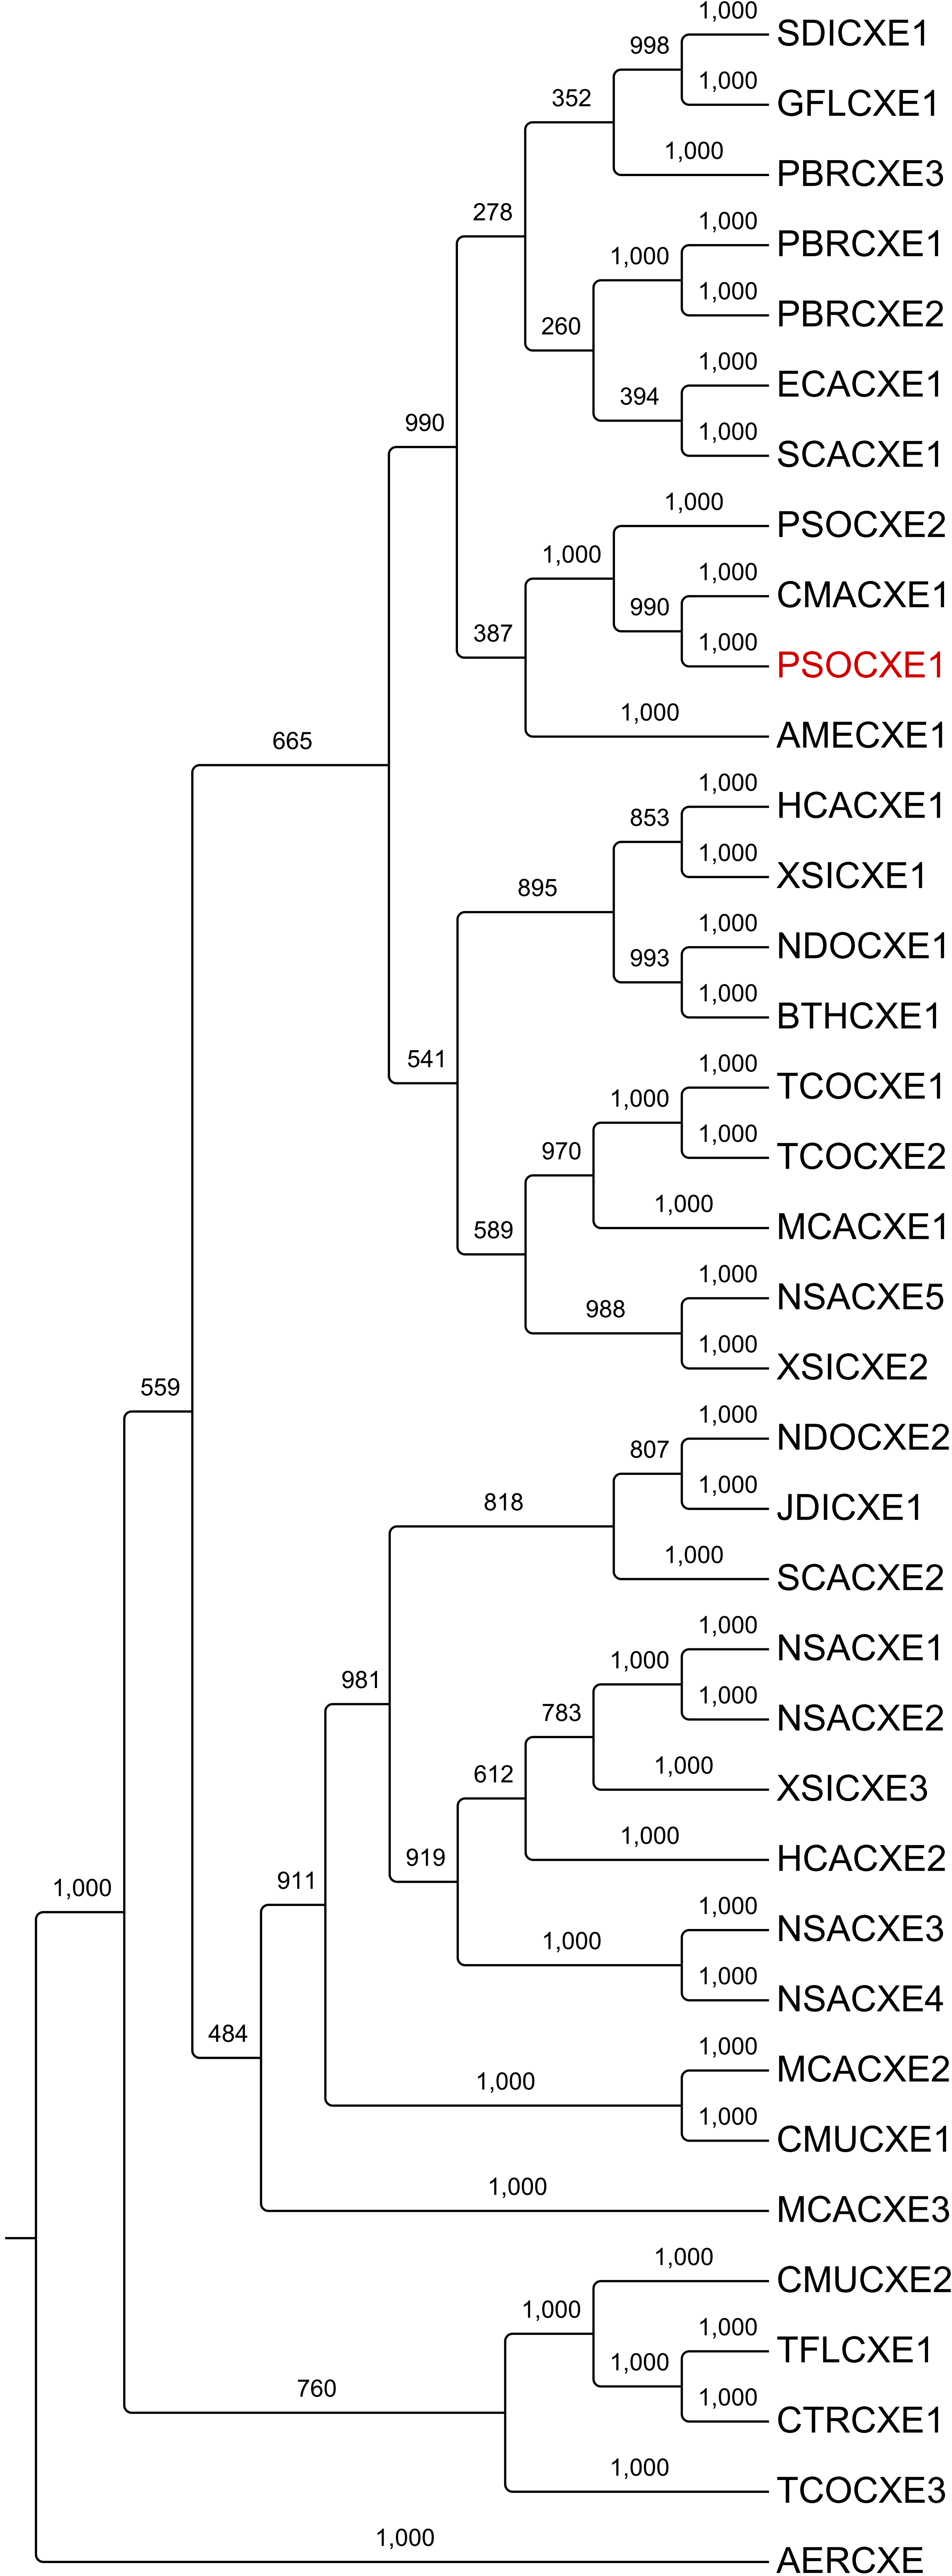 1,000
SDICXE1
998
1,000
GFLCXE1
352
1,000
PBRCXE3
278
1,000
PBRCXE1
1,000
1,000
PBRCXE2
260
1,000
ECACXE1
394
1,000
SCACXE1
990
1,000
PSOCXE2
1,000
1,000
CMACXE1
990
1,000
PSOCXE1
387
1,000
AMECXE1
665
1,000
HCACXE1
853
1,000
XSICXE1
895
1,000
NDOCXE1
993
1,000
BTHCXE1
541
1,000
TCOCXE1
1,000
1,000
TCOCXE2
970
1,000
MCACXE1
589
1,000
NSACXE5
988
1,000
XSICXE2
559
1,000
NDOCXE2
807
1,000
JDICXE1
818
1,000
SCACXE2
981
1,000
NSACXE1
1,000
1,000
NSACXE2
783
1,000
XSICXE3
612
1,000
HCACXE2
919
911
1,000
1,000
NSACXE3
1,000
1,000
NSACXE4
484
1,000
MCACXE2
1,000
1,000
CMUCXE1
1,000
MCACXE3
1,000
CMUCXE2
1,000
1,000
TFLCXE1
1,000
1,000
CTRCXE1
760
1,000
TCOCXE3
1,000
AERCXE